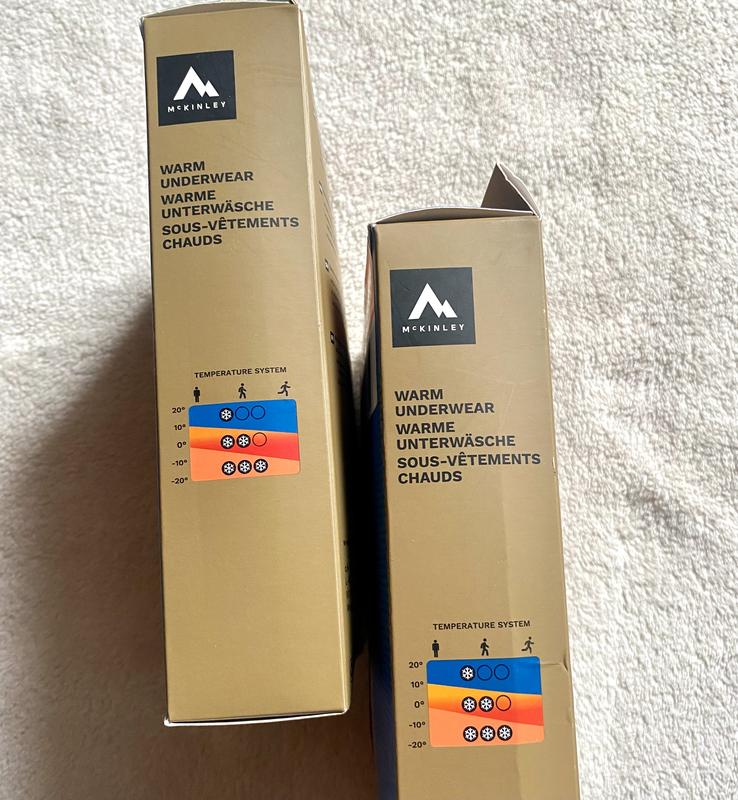 McKINLEY
WARM
UNDERWEAR
WARME
UNTERWÄSCHE
SOUS-VÊTEMENTS
CHAUDS
TEMPERATURE SYSTEM
20°
10°
0°
-10°
-20°
McKINLEY
WARM
UNDERWEAR
WARME
UNTERWÄSCHE
SOUS-VÊTEMENTS
CHAUDS
TEMPERATURE SYSTEM
20°
10°
0°
-10°
-20°